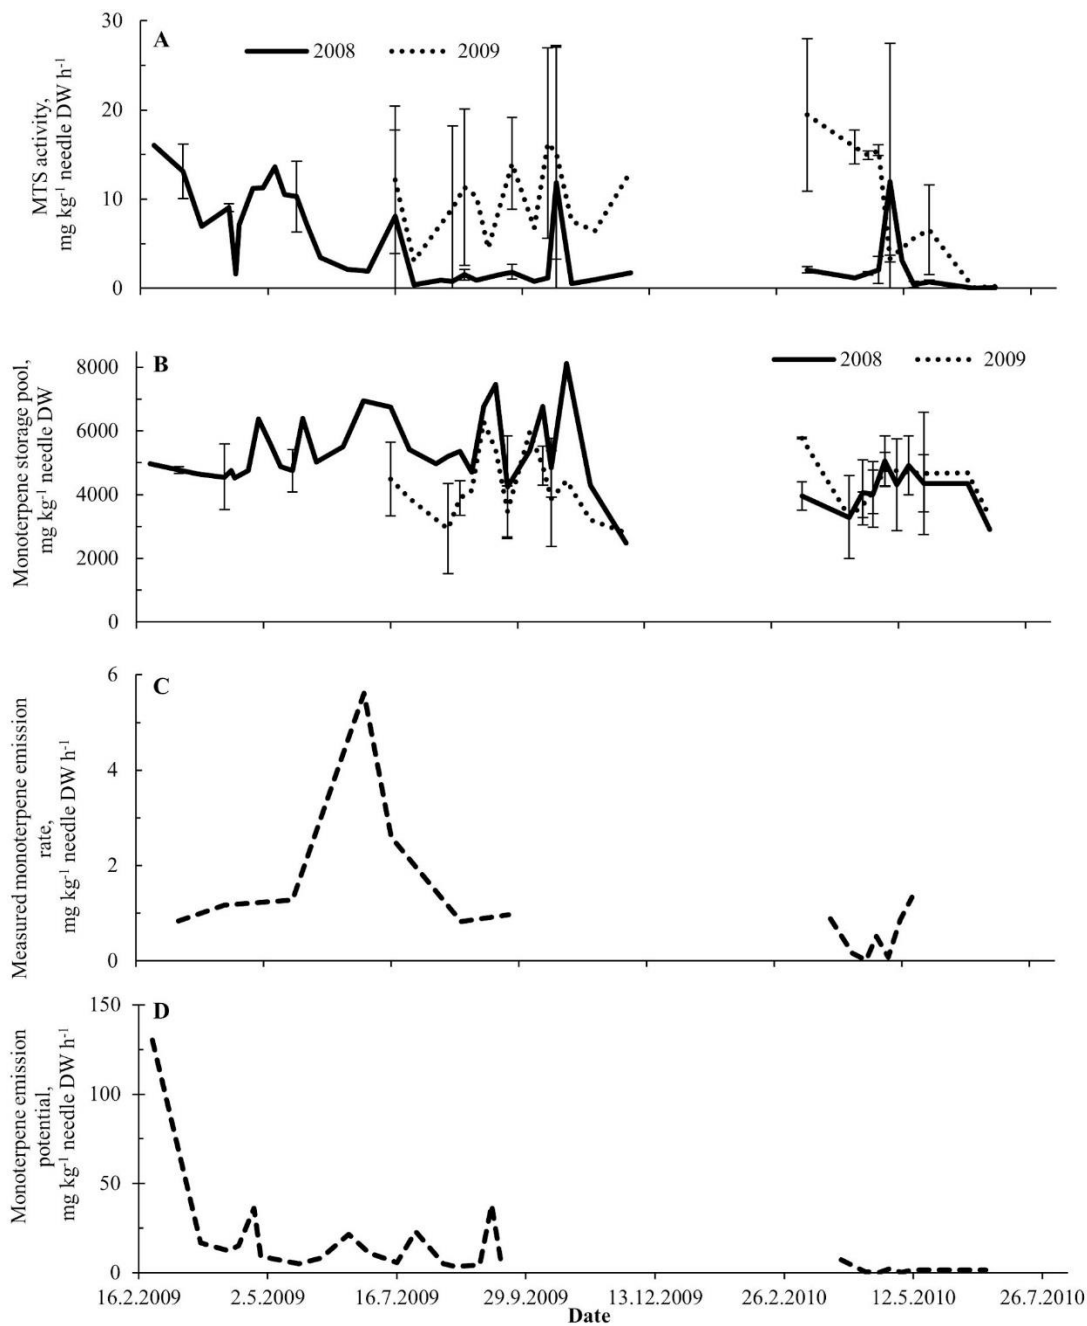 A
2008
2009
MTS activity,
mg kg⁻¹ needle DW h⁻¹
30
20
10
0
B
2008
2009
Monoterpene storage pool,
mg kg⁻¹ needle DW
8000
6000
4000
2000
0
C
Measured monoterpene emission
rate,
mg kg⁻¹ needle DW h⁻¹
6
4
2
0
D
Monoterpene emission
potential,
mg kg⁻¹ needle DW h⁻¹
150
100
50
0
16.2.2009 2.5.2009 16.7.2009 29.9.2009 13.12.2009 26.2.2010 12.5.2010 26.7.2010
Date